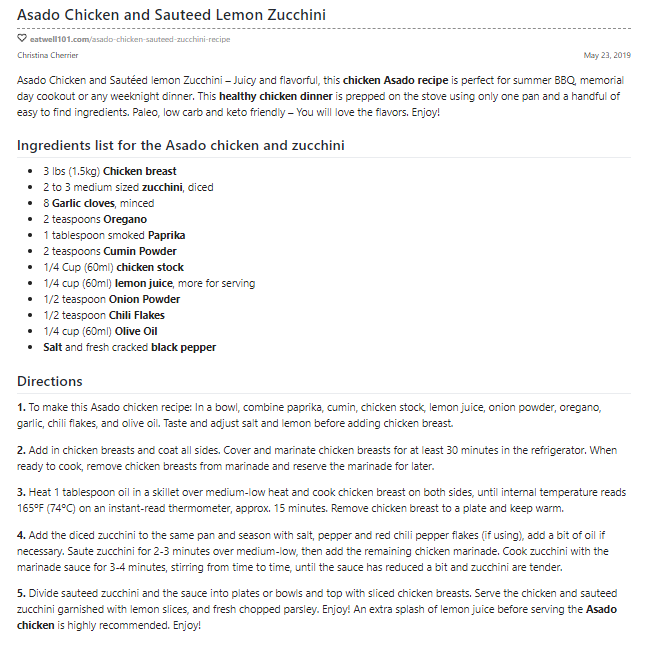 Asado Chicken and Sauteed Lemon Zucchini
eatwell101.com/asado-chicken-sauteed-zucchini-recipe
Christina Cherrier May 23, 2019
Asado Chicken and Sautéed lemon Zucchini – Juicy and flavorful, this chicken Asado recipe is perfect for summer BBQ, memorial
day cookout or any weeknight dinner. This healthy chicken dinner is prepped on the stove using only one pan and a handful of
easy to find ingredients. Paleo, low carb and keto friendly – You will love the flavors. Enjoy!
Ingredients list for the Asado chicken and zucchini
• 3 lbs (1.5kg) Chicken breast
• 2 to 3 medium sized zucchini, diced
• 8 Garlic cloves, minced
• 2 teaspoons Oregano
• 1 tablespoon smoked Paprika
• 2 teaspoons Cumin Powder
• 1/4 Cup (60ml) chicken stock
• 1/4 cup (60ml) lemon juice, more for serving
• 1/2 teaspoon Onion Powder
• 1/2 teaspoon Chili Flakes
• 1/4 cup (60ml) Olive Oil
• Salt and fresh cracked black pepper
Directions
1. To make this Asado chicken recipe: In a bowl, combine paprika, cumin, chicken stock, lemon juice, onion powder, oregano,
garlic, chili flakes, and olive oil. Taste and adjust salt and lemon before adding chicken breast.
2. Add in chicken breasts and coat all sides. Cover and marinate chicken breasts for at least 30 minutes in the refrigerator. When
ready to cook, remove chicken breasts from marinade and reserve the marinade for later.
3. Heat 1 tablespoon oil in a skillet over medium-low heat and cook chicken breast on both sides, until internal temperature reads
165ºF (74ºC) on an instant-read thermometer, approx. 15 minutes. Remove chicken breast to a plate and keep warm.
4. Add the diced zucchini to the same pan and season with salt, pepper and red chili pepper flakes (if using), add a bit of oil if
necessary. Saute zucchini for 2-3 minutes over medium-low, then add the remaining chicken marinade. Cook zucchini with the
marinade sauce for 3-4 minutes, stirring from time to time, until the sauce has reduced a bit and zucchini are tender.
5. Divide sauteed zucchini and the sauce into plates or bowls and top with sliced chicken breasts. Serve the chicken and sauteed
zucchini garnished with lemon slices, and fresh chopped parsley. Enjoy! An extra splash of lemon juice before serving the Asado
chicken is highly recommended. Enjoy!